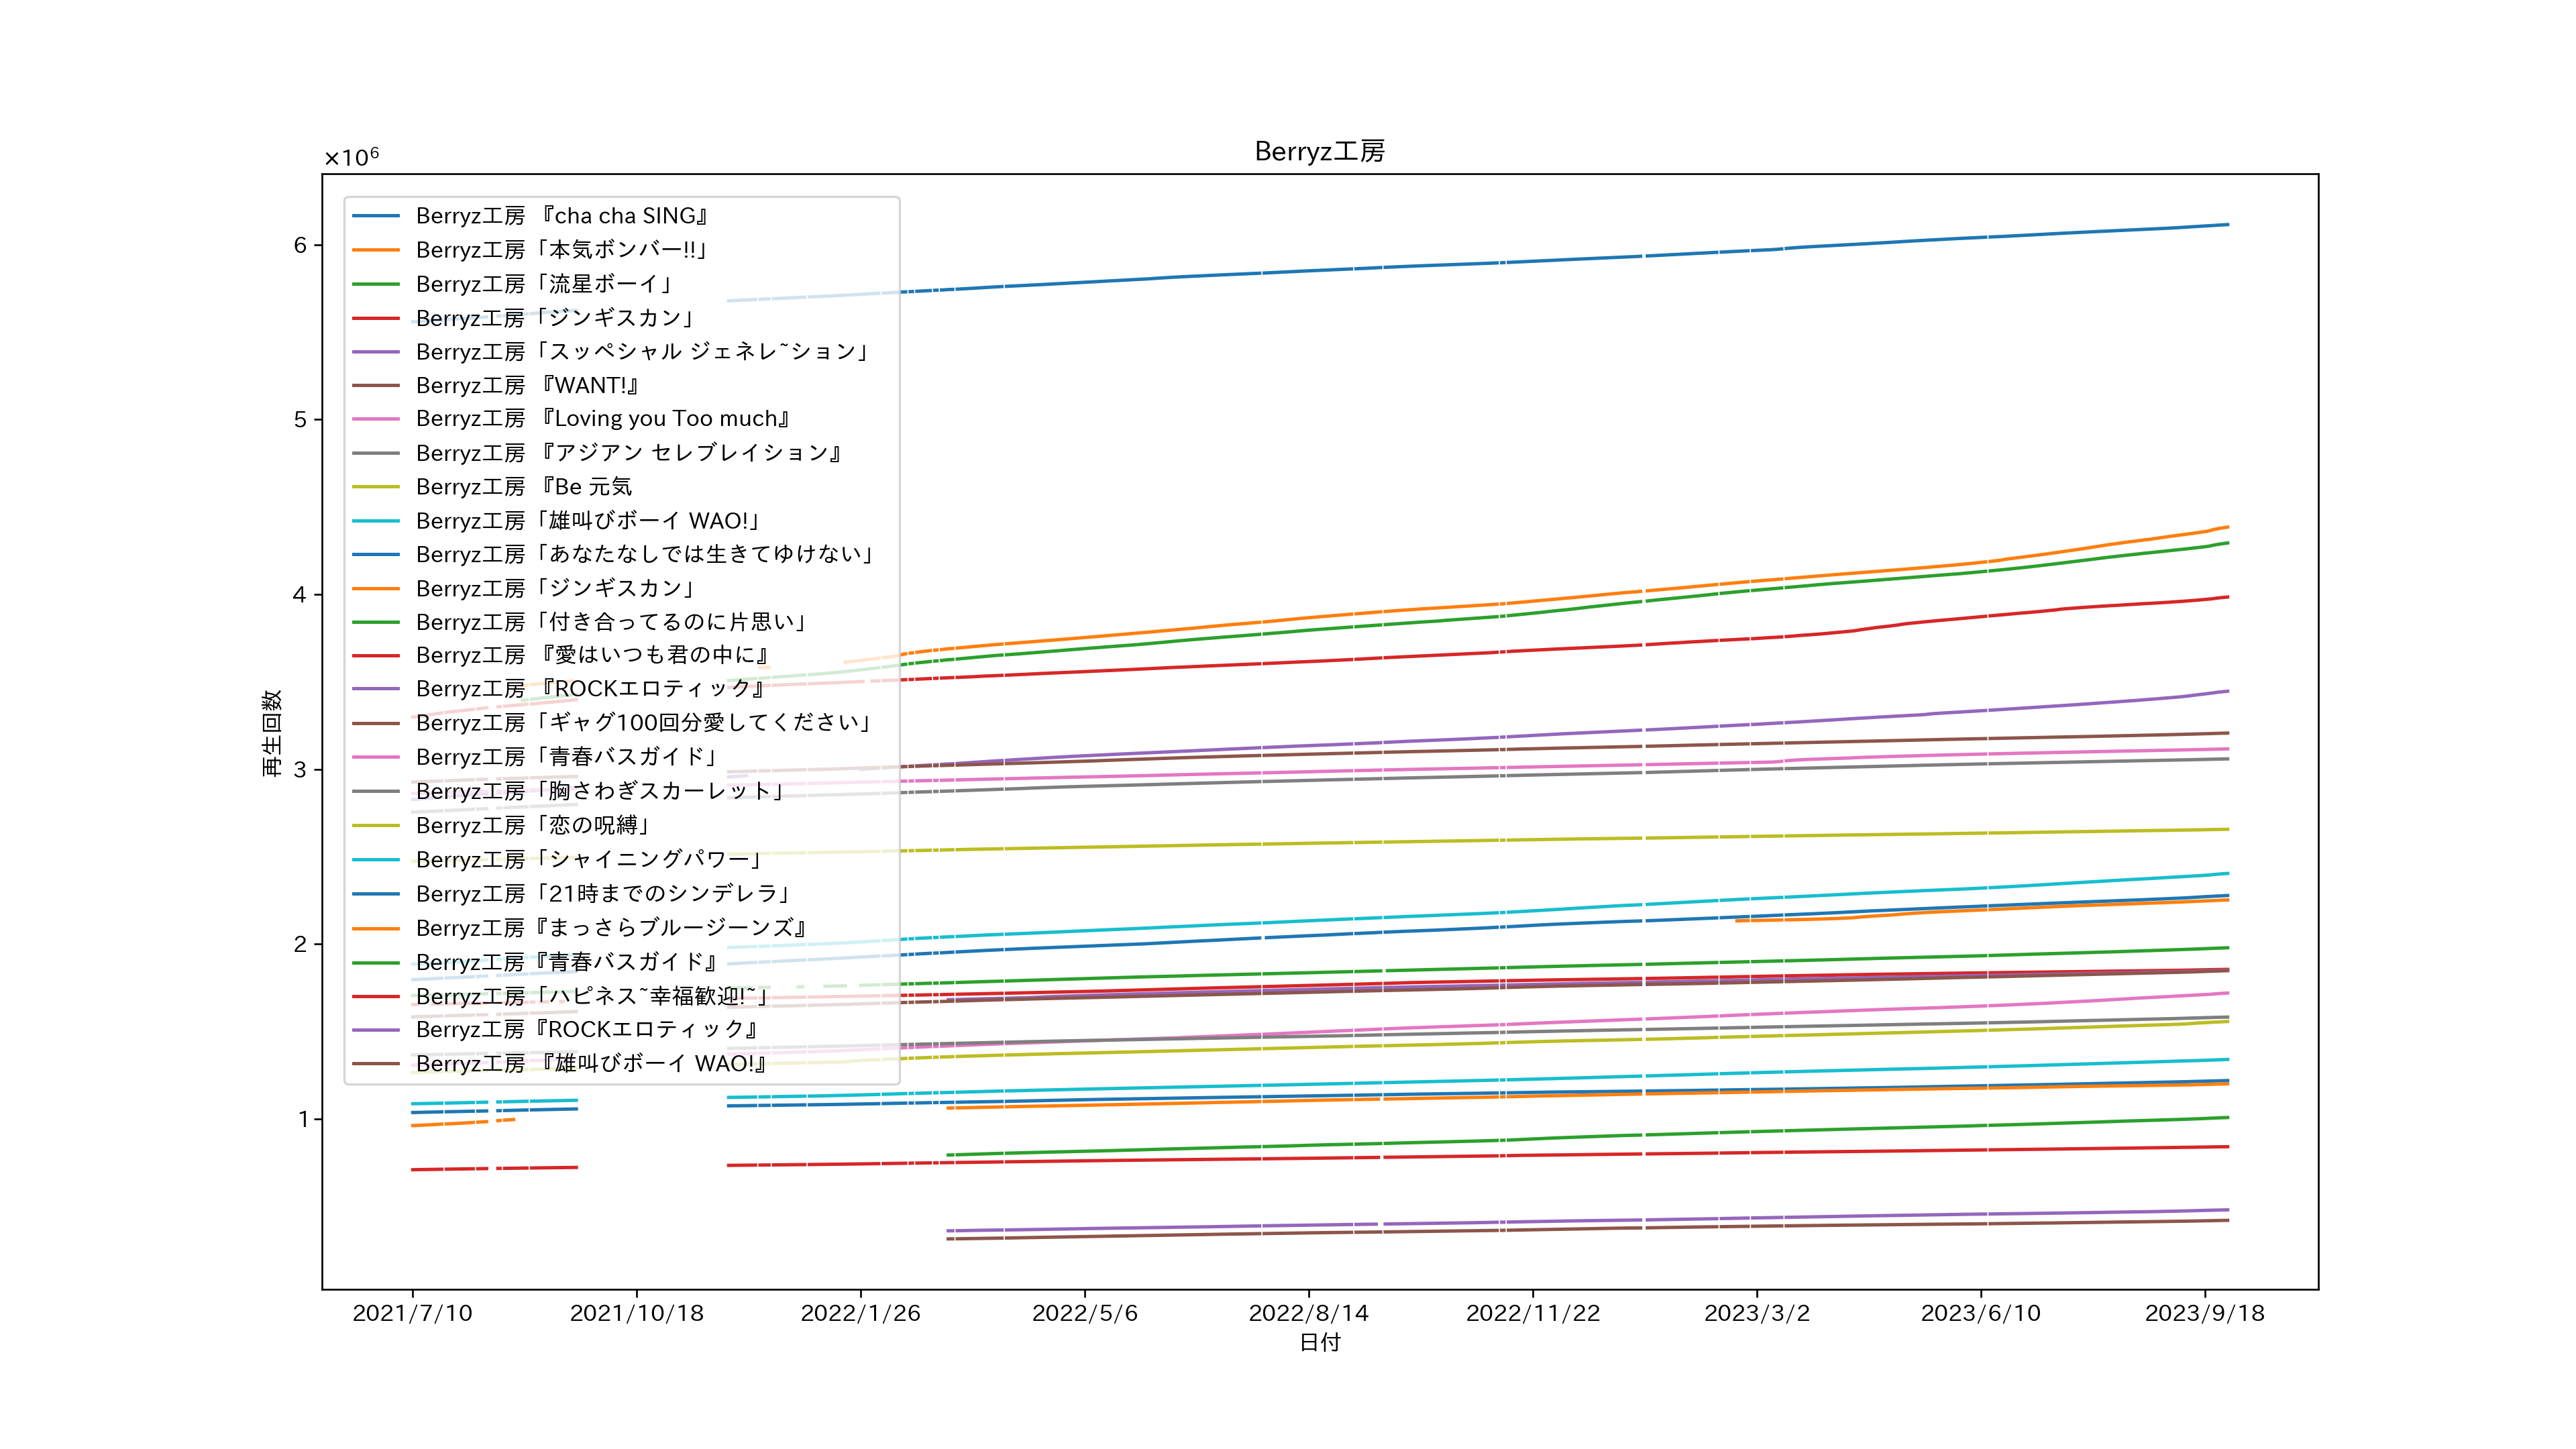 Berryz工房
×10⁶
Berryz工房 『cha cha SING』
Berryz工房「本気ボンバー!!」
Berryz工房「流星ボーイ」
Berryz工房「ジンギスカン」
Berryz工房「スッペシャル ジェネレ~ション」
Berryz工房 『WANT!』
Berryz工房 『Loving you Too much』
Berryz工房 『アジアン セレブレイション』
Berryz工房 『Be 元気
Berryz工房「雄叫びボーイ WAO!」
Berryz工房「あなたなしでは生きてゆけない」
Berryz工房「ジンギスカン」
Berryz工房「付き合ってるのに片思い」
Berryz工房 『愛はいつも君の中に』
Berryz工房 『ROCKエロティック』
Berryz工房「ギャグ100回分愛してください」
Berryz工房「青春バスガイド」
Berryz工房「胸さわぎスカーレット」
Berryz工房「恋の呪縛」
Berryz工房「シャイニングパワー」
Berryz工房「21時までのシンデレラ」
Berryz工房『まっさらブルージーンズ』
Berryz工房『青春バスガイド』
Berryz工房「ハピネス~幸福歓迎!~」
Berryz工房『ROCKエロティック』
Berryz工房 『雄叫びボーイ WAO!』
6
5
4
3
2
1
再生回数
2021/7/10 2021/10/18 2022/1/26 2022/5/6 2022/8/14 2022/11/22 2023/3/2 2023/6/10 2023/9/18
日付